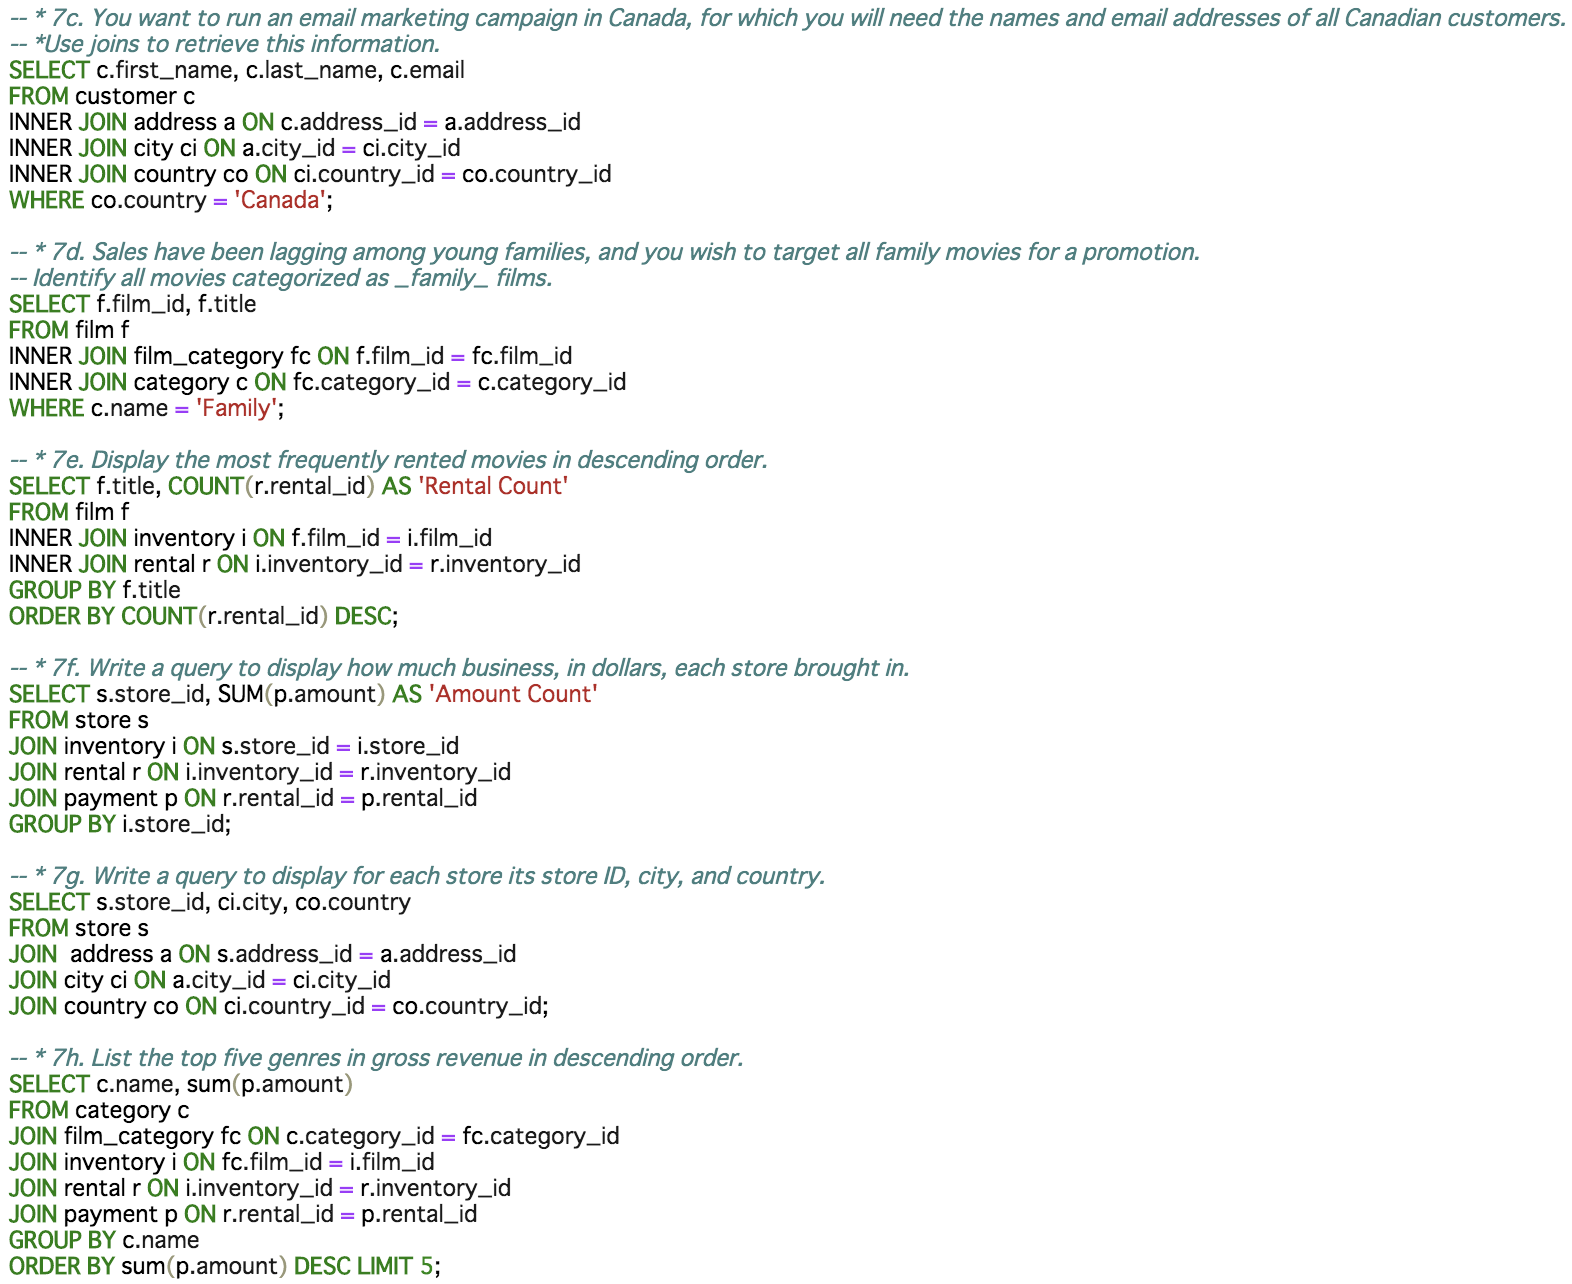 -- * 7c. You want to run an email marketing campaign in Canada, for which you will need the names and email addresses of all Canadian customers.
-- *Use joins to retrieve this information.
SELECT c.first_name, c.last_name, c.email
FROM customer c
INNER JOIN address a ON c.address_id = a.address_id
INNER JOIN city ci ON a.city_id = ci.city_id
INNER JOIN country co ON ci.country_id = co.country_id
WHERE co.country = 'Canada';

-- * 7d. Sales have been lagging among young families, and you wish to target all family movies for a promotion.
-- Identify all movies categorized as _family_ films.
SELECT f.film_id, f.title
FROM film f
INNER JOIN film_category fc ON f.film_id = fc.film_id
INNER JOIN category c ON fc.category_id = c.category_id
WHERE c.name = 'Family';

-- * 7e. Display the most frequently rented movies in descending order.
SELECT f.title, COUNT(r.rental_id) AS 'Rental Count'
FROM film f
INNER JOIN inventory i ON f.film_id = i.film_id
INNER JOIN rental r ON i.inventory_id = r.inventory_id
GROUP BY f.title
ORDER BY COUNT(r.rental_id) DESC;

-- * 7f. Write a query to display how much business, in dollars, each store brought in.
SELECT s.store_id, SUM(p.amount) AS 'Amount Count'
FROM store s
JOIN inventory i ON s.store_id = i.store_id
JOIN rental r ON i.inventory_id = r.inventory_id
JOIN payment p ON r.rental_id = p.rental_id
GROUP BY i.store_id;

-- * 7g. Write a query to display for each store its store ID, city, and country.
SELECT s.store_id, ci.city, co.country
FROM store s
JOIN  address a ON s.address_id = a.address_id
JOIN city ci ON a.city_id = ci.city_id
JOIN country co ON ci.country_id = co.country_id;

-- * 7h. List the top five genres in gross revenue in descending order.
SELECT c.name, sum(p.amount)
FROM category c
JOIN film_category fc ON c.category_id = fc.category_id
JOIN inventory i ON fc.film_id = i.film_id
JOIN rental r ON i.inventory_id = r.inventory_id
JOIN payment p ON r.rental_id = p.rental_id
GROUP BY c.name
ORDER BY sum(p.amount) DESC LIMIT 5;